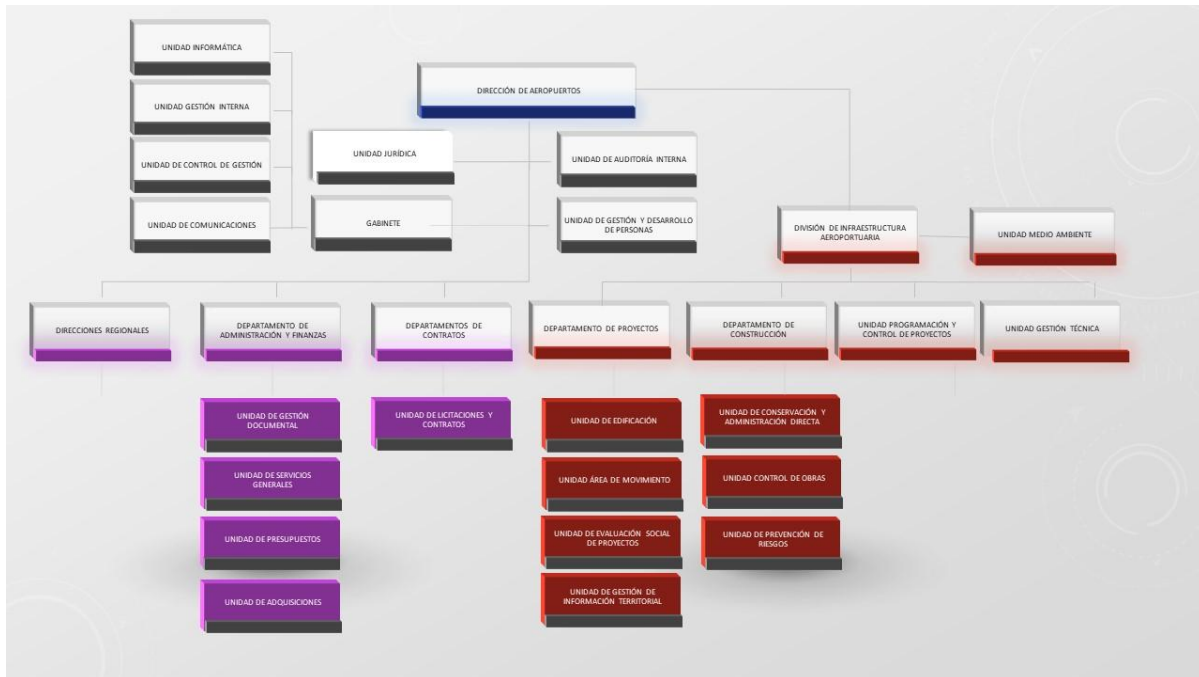 UNIDAD INFORMÁTICA
DIRECCIÓN DE AEROPUERTOS
UNIDAD GESTIÓN INTERNA
UNIDAD JURÍDICA
UNIDAD DE CONTROL DE GESTIÓN
UNIDAD DE AUDITORÍA INTERNA
UNIDAD DE COMUNICACIONES
GABINETE
UNIDAD DE GESTIÓN Y DESARROLLO
DE PERSONAS
DIVISIÓN DE INFRAESTRUCTURA
AEROPORTUARIA
UNIDAD MEDIO AMBIENTE
DIRECCIONES REGIONALES
DEPARTAMENTO DE
ADMINISTRACIÓN Y FINANZAS
DEPARTAMENTOS DE
CONTRATOS
DEPARTAMENTO DE PROYECTOS
DEPARTAMENTO DE
CONSTRUCCIÓN
UNIDAD PROGRAMACIÓN Y
CONTROL DE PROYECTOS
UNIDAD GESTIÓN TÉCNICA
UNIDAD DE GESTIÓN
DOCUMENTAL
UNIDAD DE LICITACIONES Y
CONTRATOS
UNIDAD DE EDIFICACIÓN
UNIDAD DE CONSERVACIÓN Y
ADMINISTRACIÓN DIRECTA
UNIDAD DE SERVICIOS
GENERALES
UNIDAD ÁREA DE MOVIMIENTO
UNIDAD CONTROL DE OBRAS
UNIDAD DE PRESUPUESTOS
UNIDAD DE EVALUACIÓN SOCIAL
DE PROYECTOS
UNIDAD DE PREVENCIÓN DE
RIESGOS
UNIDAD DE ADQUISICIONES
UNIDAD DE GESTIÓN DE
INFORMACIÓN TERRITORIAL